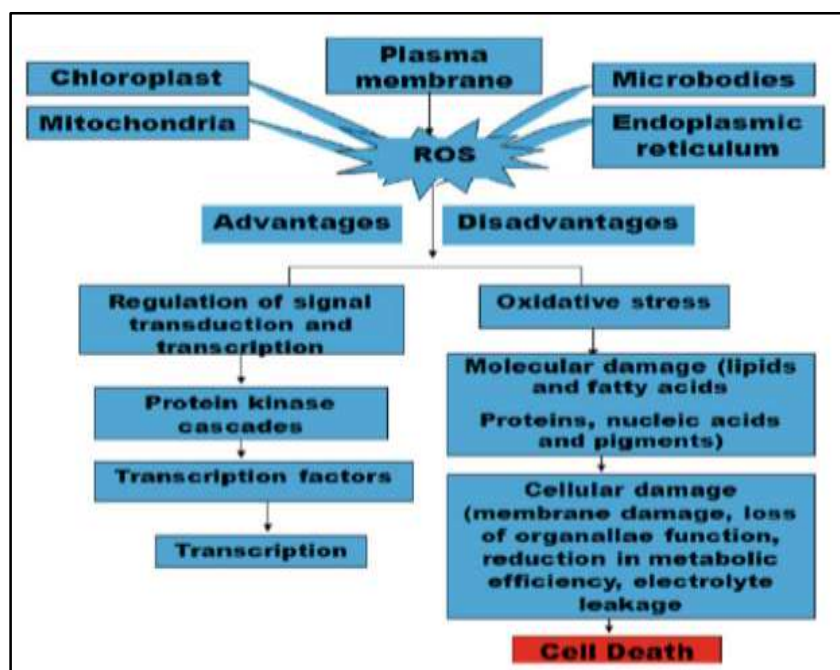 Plasma
membrane
Chloroplast
Microbodies
Mitochondria
Endoplasmic
reticulum
ROS
Advantages
Disadvantages
Regulation of signal
transduction and
transcription
Oxidative stress
Protein kinase
cascades
Transcription factors
Transcription
Molecular damage (lipids
and fatty acids
Proteins, nucleic acids
and pigments)
Cellular damage
(membrane damage, loss
of organallae function,
reduction in metabolic
efficiency, electrolyte
leakage
Cell Death